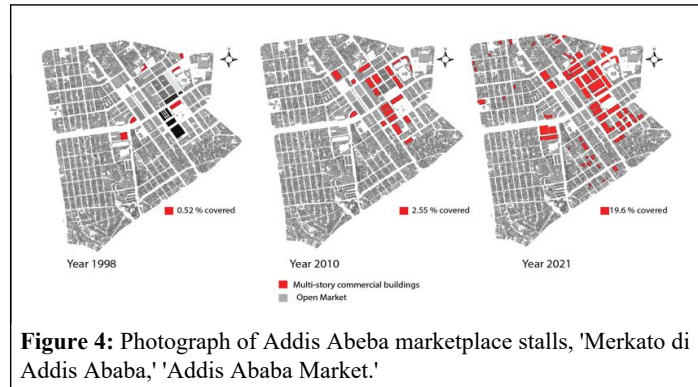 0.52 % covered
2.55 % covered
19.6 % covered
Year 1998
Year 2010
Year 2021
Multi-story commercial buildings
Open Market
Figure 4: Photograph of Addis Abeba marketplace stalls, 'Merkato di
Addis Ababa,' 'Addis Ababa Market.'